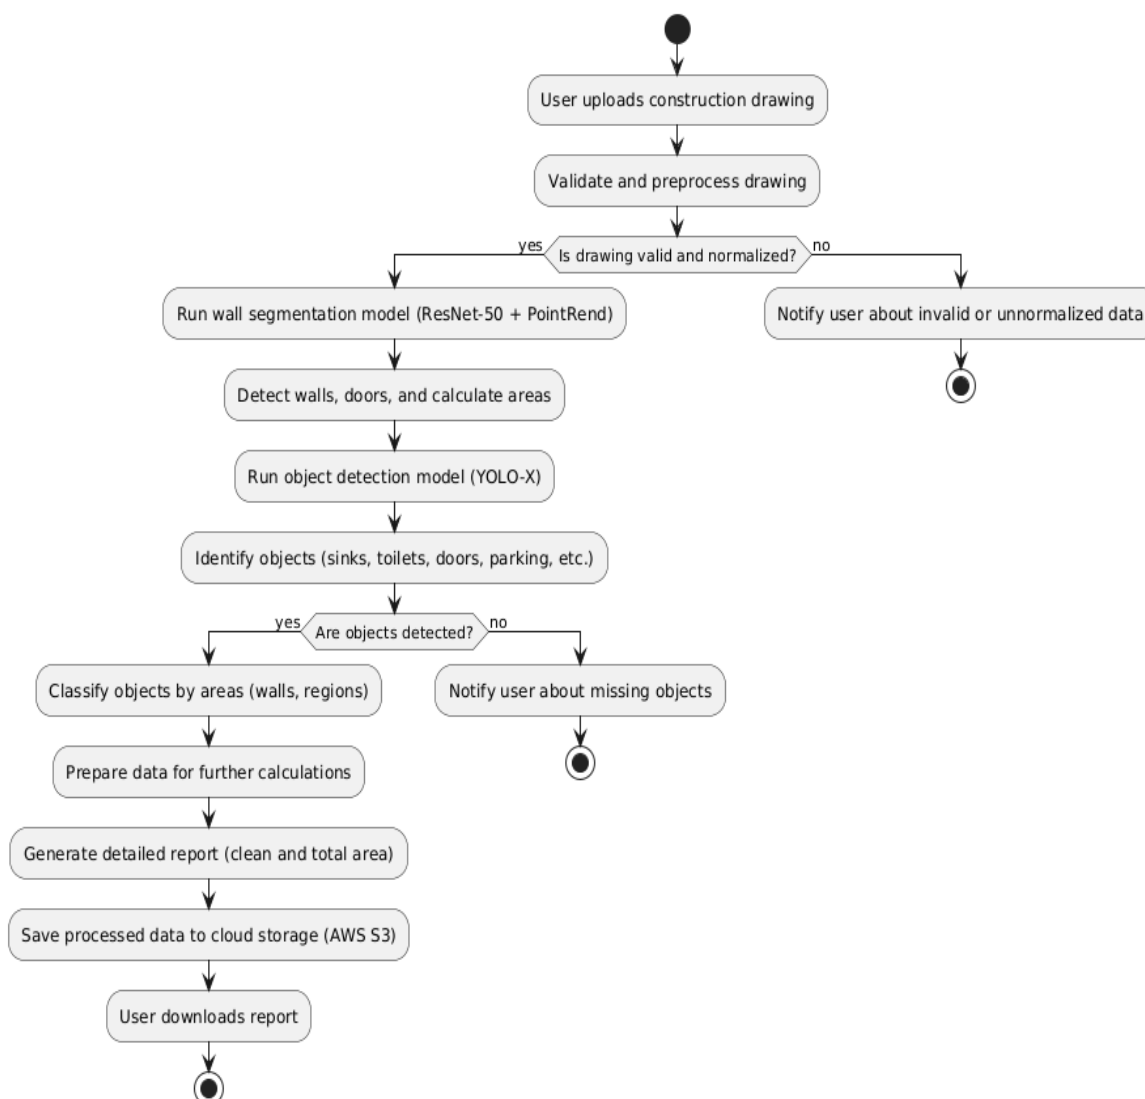 User uploads construction drawing
Validate and preprocess drawing
yes
Is drawing valid and normalized?
no
Run wall segmentation model (ResNet-50 + PointRend)
Notify user about invalid or unnormalized data
Detect walls, doors, and calculate areas
Run object detection model (YOLO-X)
Identify objects (sinks, toilets, doors, parking, etc.)
yes
Are objects detected?
no
Classify objects by areas (walls, regions)
Notify user about missing objects
Prepare data for further calculations
Generate detailed report (clean and total area)
Save processed data to cloud storage (AWS S3)
User downloads report